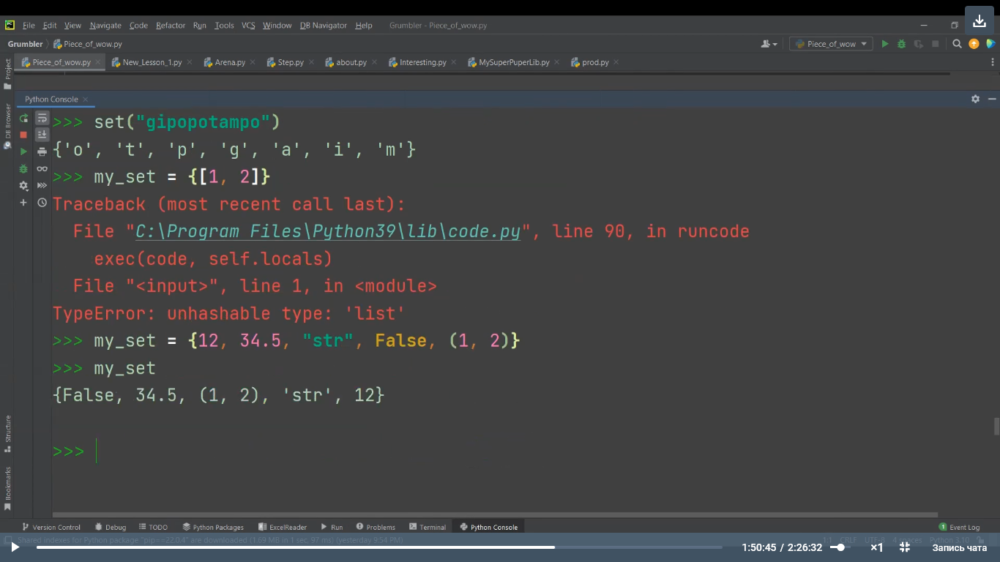 File Edit View Navigate Code Refactor Run Tools VCS Window DB Navigator Help Grumbler - Piece_of_wow.py
Grumbler Piece_of_wow.py Piece_of_wow
Piece_of_wow.py New_Lesson_1.py Arena.py Step.py about.py Interesting.py MySuperPuperLib.py prod.py
Project
DB Browser
Structure
Bookmarks
Python Console
>>> set("gipopotampo")
{'o', 't', 'p', 'g', 'a', 'i', 'm'}
>>> my_set = {[1, 2]}
Traceback (most recent call last):
File "C:\Program Files\Python39\lib\code.py", line 90, in runcode
exec(code, self.locals)
File "<input>", line 1, in <module>
TypeError: unhashable type: 'list'
>>> my_set = {12, 34.5, "str", False, (1, 2)}
>>> my_set
{False, 34.5, (1, 2), 'str', 12}
>>>
Version Control Debug TODO Python Packages ExcelReader Run Problems Terminal Python Console 1 Event Log
Shared indexes for Python package "pip==22.0.4" are downloaded (1.69 MB in 1 sec, 97 ms) (yesterday 9:54 PM) 1:1 CRLF UTF-8 4 spaces Python 3.10
1:50:45 / 2:26:32 ×1 Запись чата